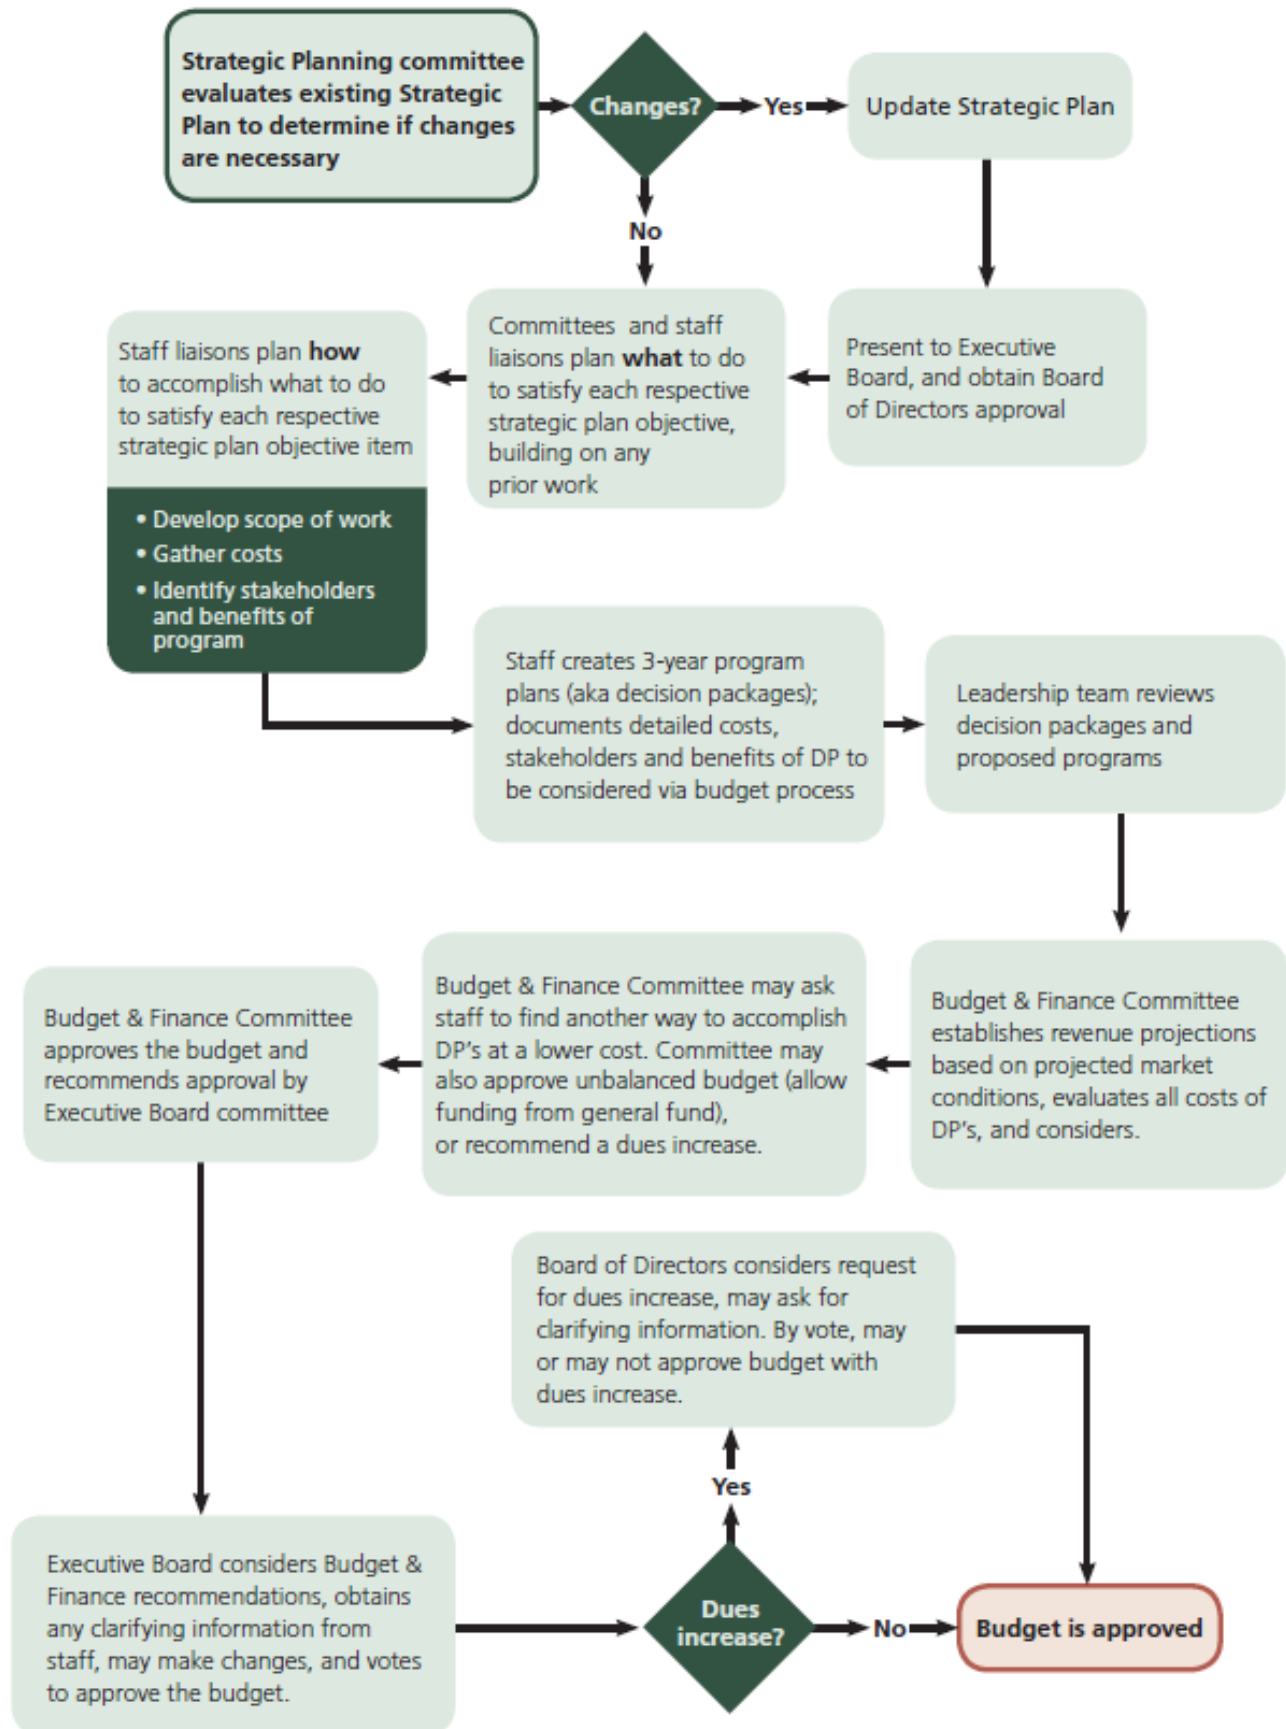 Strategic Planning committee
evaluates existing Strategic
Plan to determine if changes
are necessary
Changes?
Yes
Update Strategic Plan
No
Present to Executive
Board, and obtain Board
of Directors approval
Committees and staff
liaisons plan what to do
to satisfy each respective
strategic plan objective,
building on any
prior work
Staff liaisons plan how
to accomplish what to do
to satisfy each respective
strategic plan objective item
• Develop scope of work
• Gather costs
• Identify stakeholders
and benefits of
program
Staff creates 3-year program
plans (aka decision packages);
documents detailed costs,
stakeholders and benefits of DP to
be considered via budget process
Leadership team reviews
decision packages and
proposed programs
Budget & Finance Committee
establishes revenue projections
based on projected market
conditions, evaluates all costs of
DP's, and considers.
Budget & Finance Committee may ask
staff to find another way to accomplish
DP's at a lower cost. Committee may
also approve unbalanced budget (allow
funding from general fund),
or recommend a dues increase.
Budget & Finance Committee
approves the budget and
recommends approval by
Executive Board committee
Executive Board considers Budget &
Finance recommendations, obtains
any clarifying information from
staff, may make changes, and votes
to approve the budget.
Dues
increase?
Yes
Board of Directors considers request
for dues increase, may ask for
clarifying information. By vote, may
or may not approve budget with
dues increase.
No
Budget is approved